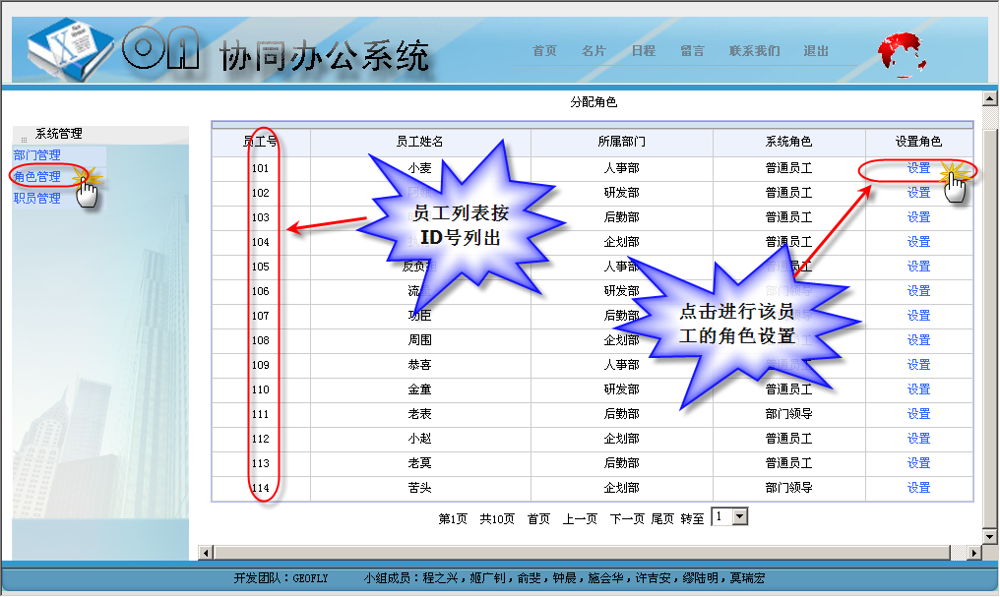 OA 协同办公系统
首页 名片 日程 留言 联系我们 退出
分配角色
系统管理
部门管理
角色管理
职员管理
员工号 员工姓名 所属部门 系统角色 设置角色
101 小麦 人事部 普通员工 设置
102 研发部 普通员工 设置
103 后勤部 普通员工 设置
104 企划部 普通员工 设置
105 人事部 普通员工 设置
106 研发部 部门领导 设置
107 功臣 后勤部 设置
108 周围 企划部 设置
109 恭喜 人事部 普通员工 设置
110 金童 研发部 普通员工 设置
111 老表 后勤部 部门领导 设置
112 小赵 企划部 普通员工 设置
113 老莫 后勤部 普通员工 设置
114 苦头 企划部 部门领导 设置
员工列表按
ID号列出
点击进行该员
工的角色设置
第1页 共10页 首页 上一页 下一页 尾页 转至 1
开发团队：GEOFLY 小组成员：程之兴，姬广钊，俞斐，钟晨，施会华，许吉安，缪陆明，莫瑞宏